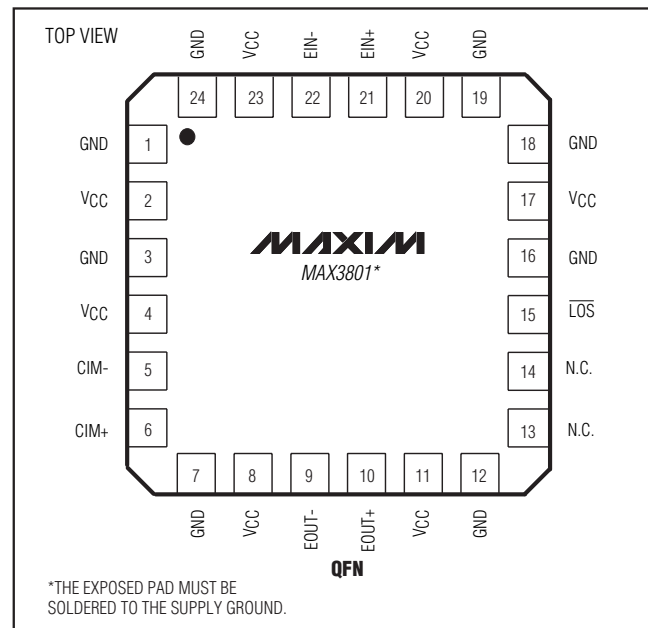 TOP VIEW
GND VCC EIN- EIN+ VCC GND
24 23 22 21 20 19
GND 1 18 GND
VCC 2 17 VCC
GND 3 16 GND
VCC 4 15 LOS
CIM- 5 14 N.C.
CIM+ 6 13 N.C.
MAXIM
MAX3801*
7 8 9 10 11 12
GND VCC EOUT- EOUT+ VCC GND
QFN
*THE EXPOSED PAD MUST BE
SOLDERED TO THE SUPPLY GROUND.